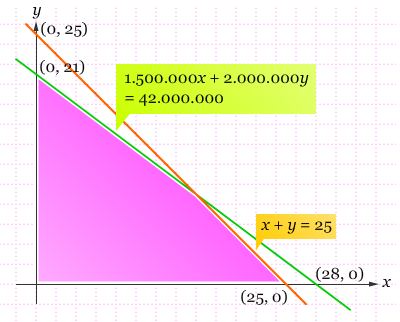 y
(0, 25)
(0, 21)
1.500.000x + 2.000.000y
= 42.000.000
x + y = 25
(28, 0)
x
(25, 0)